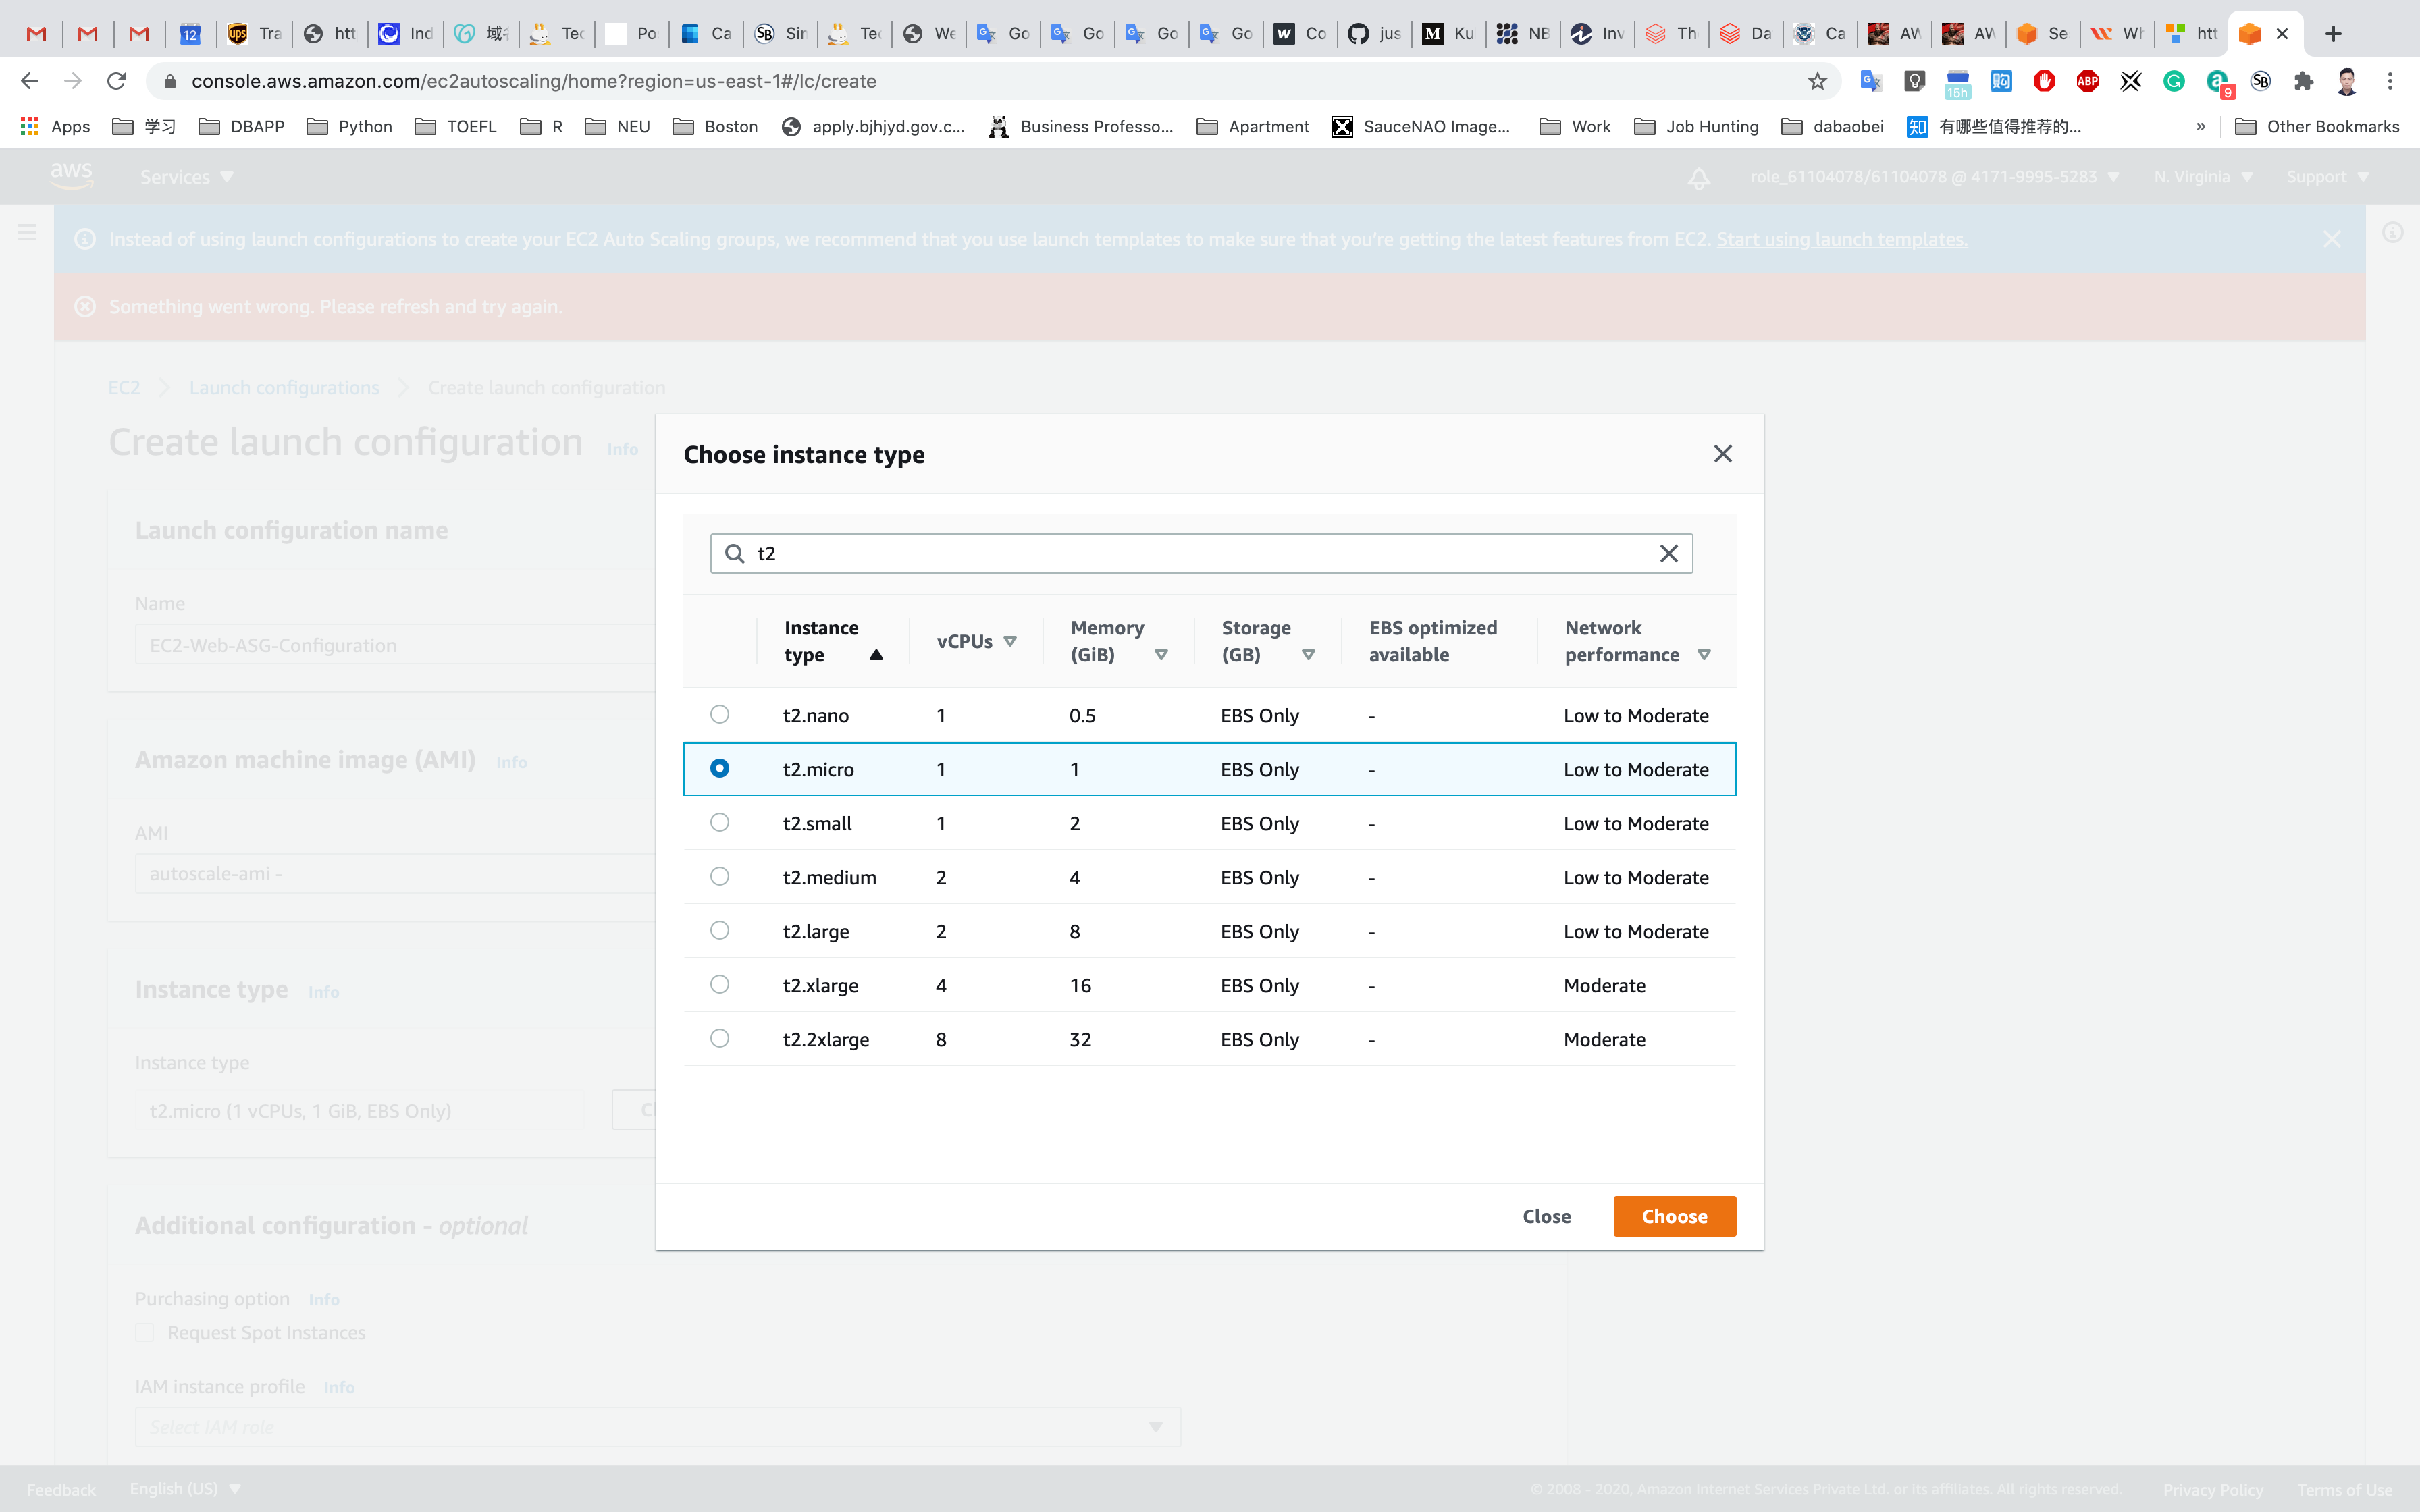 12
Tra
htt
Ind
Tec
Po
Ca
Sin
Tec
We
Go
Go
Go
Go
Co
jus
Ku
NB
Inv
Th
Da
Ca
AW
AW
Se
Wh
htt
console.aws.amazon.com/ec2autoscaling/home?region=us-east-1#/lc/create
15h
ABP
9
Apps
学习
DBAPP
Python
TOEFL
R
NEU
Boston
apply.bjhjyd.gov.c...
Business Professo...
Apartment
SauceNAO Image...
Work
Job Hunting
dabaobei
知 有哪些值得推荐的...
»
Other Bookmarks
aws
Services
role_61104078/61104078 @ 4171-9995-5283
N. Virginia
Support
Instead of using launch configurations to create your EC2 Auto Scaling groups, we recommend that you use launch templates to make sure that you're getting the latest features from EC2. Start using launch templates.
Something went wrong. Please refresh and try again.
EC2
Launch configurations
Create launch configuration
Create launch configuration Info
Launch configuration name
Name
EC2-Web-ASG-Configuration
Amazon machine image (AMI) Info
AMI
autoscale-ami -
Instance type Info
Instance type
t2.micro (1 vCPUs, 1 GiB, EBS Only)
Additional configuration - optional
Purchasing option Info
Request Spot Instances
IAM instance profile Info
Select IAM role
Choose instance type
t2
Instance type vCPUs Memory (GiB) Storage (GB) EBS optimized available Network performance
t2.nano 1 0.5 EBS Only - Low to Moderate
t2.micro 1 1 EBS Only - Low to Moderate
t2.small 1 2 EBS Only - Low to Moderate
t2.medium 2 4 EBS Only - Low to Moderate
t2.large 2 8 EBS Only - Low to Moderate
t2.xlarge 4 16 EBS Only - Moderate
t2.2xlarge 8 32 EBS Only - Moderate
Close
Choose
Feedback
English (US)
© 2008 - 2020, Amazon Internet Services Private Ltd. or its affiliates. All rights reserved.
Privacy Policy
Terms of Use